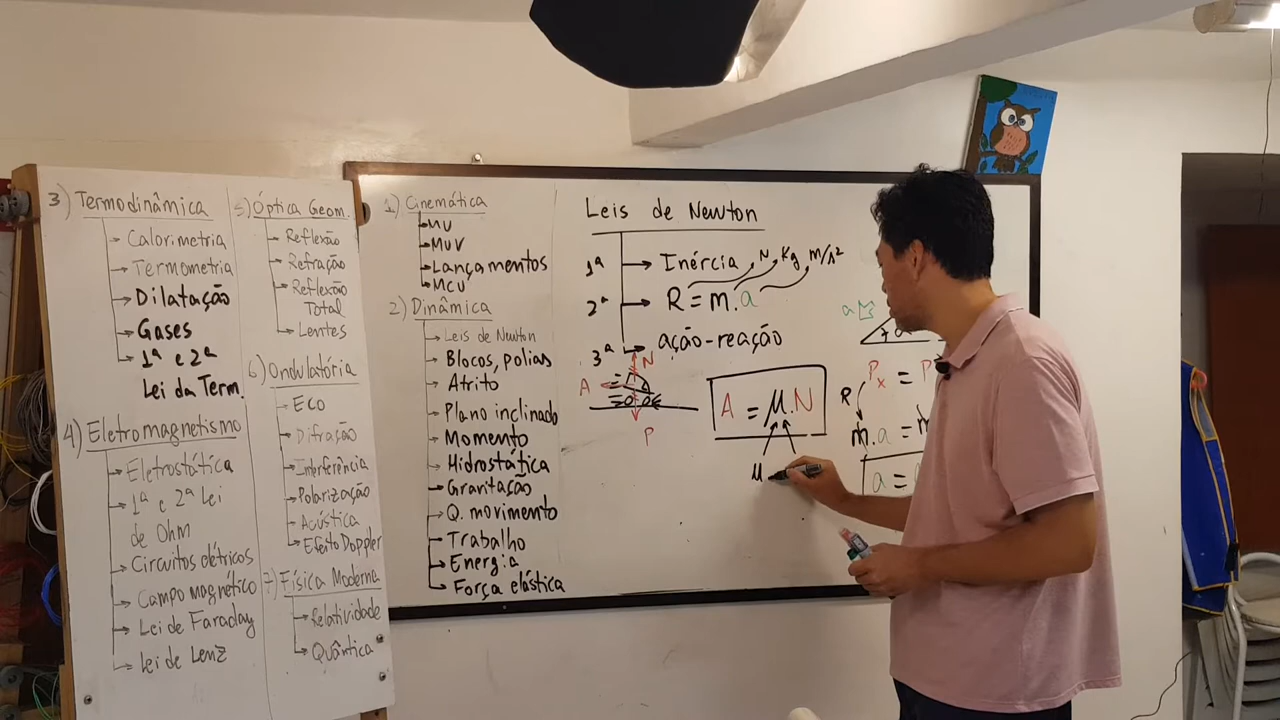 3) Termodinâmica
Calorimetria
Termometria
Dilatação
Gases
1ª e 2ª
Lei da Term.
4) Eletromagnetismo
Eletrostática
1ª e 2ª Lei
de Ohm
Circuitos elétricos
Campo magnético
Lei de Faraday
Lei de Lenz
5) Óptica Geom.
Reflexão
Refração
Reflexão
Total
Lentes
6) Ondulatória
Eco
Difração
Interferência
Polarização
Acústica
Efeito Doppler
7) Física Moderna
Relatividade
Quântica
1) Cinemática
MU
MUV
Lançamentos
MCU
2) Dinâmica
Leis de Newton
Blocos, polias
Atrito
Plano inclinado
Momento
Hidrostática
Gravitação
Q. movimento
Trabalho
Energia
Força elástica
Leis de Newton
1ª Inércia N Kg m/s²
2ª R = m.a
3ª ação-reação
N
A
P
A = μ.N
μ
a
Px = P
R
m.a = m
a =